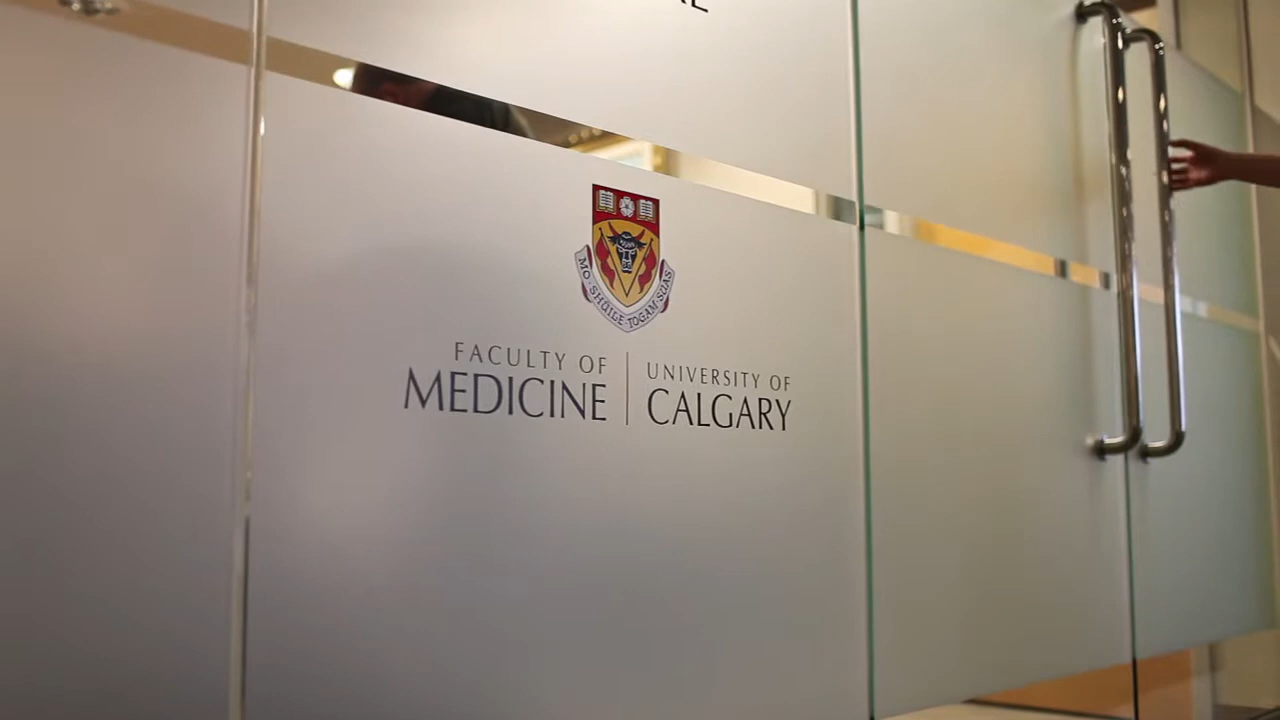 MO·SHÙILE·TOGAM·SUAS
FACULTY OF
MEDICINE
UNIVERSITY OF
CALGARY